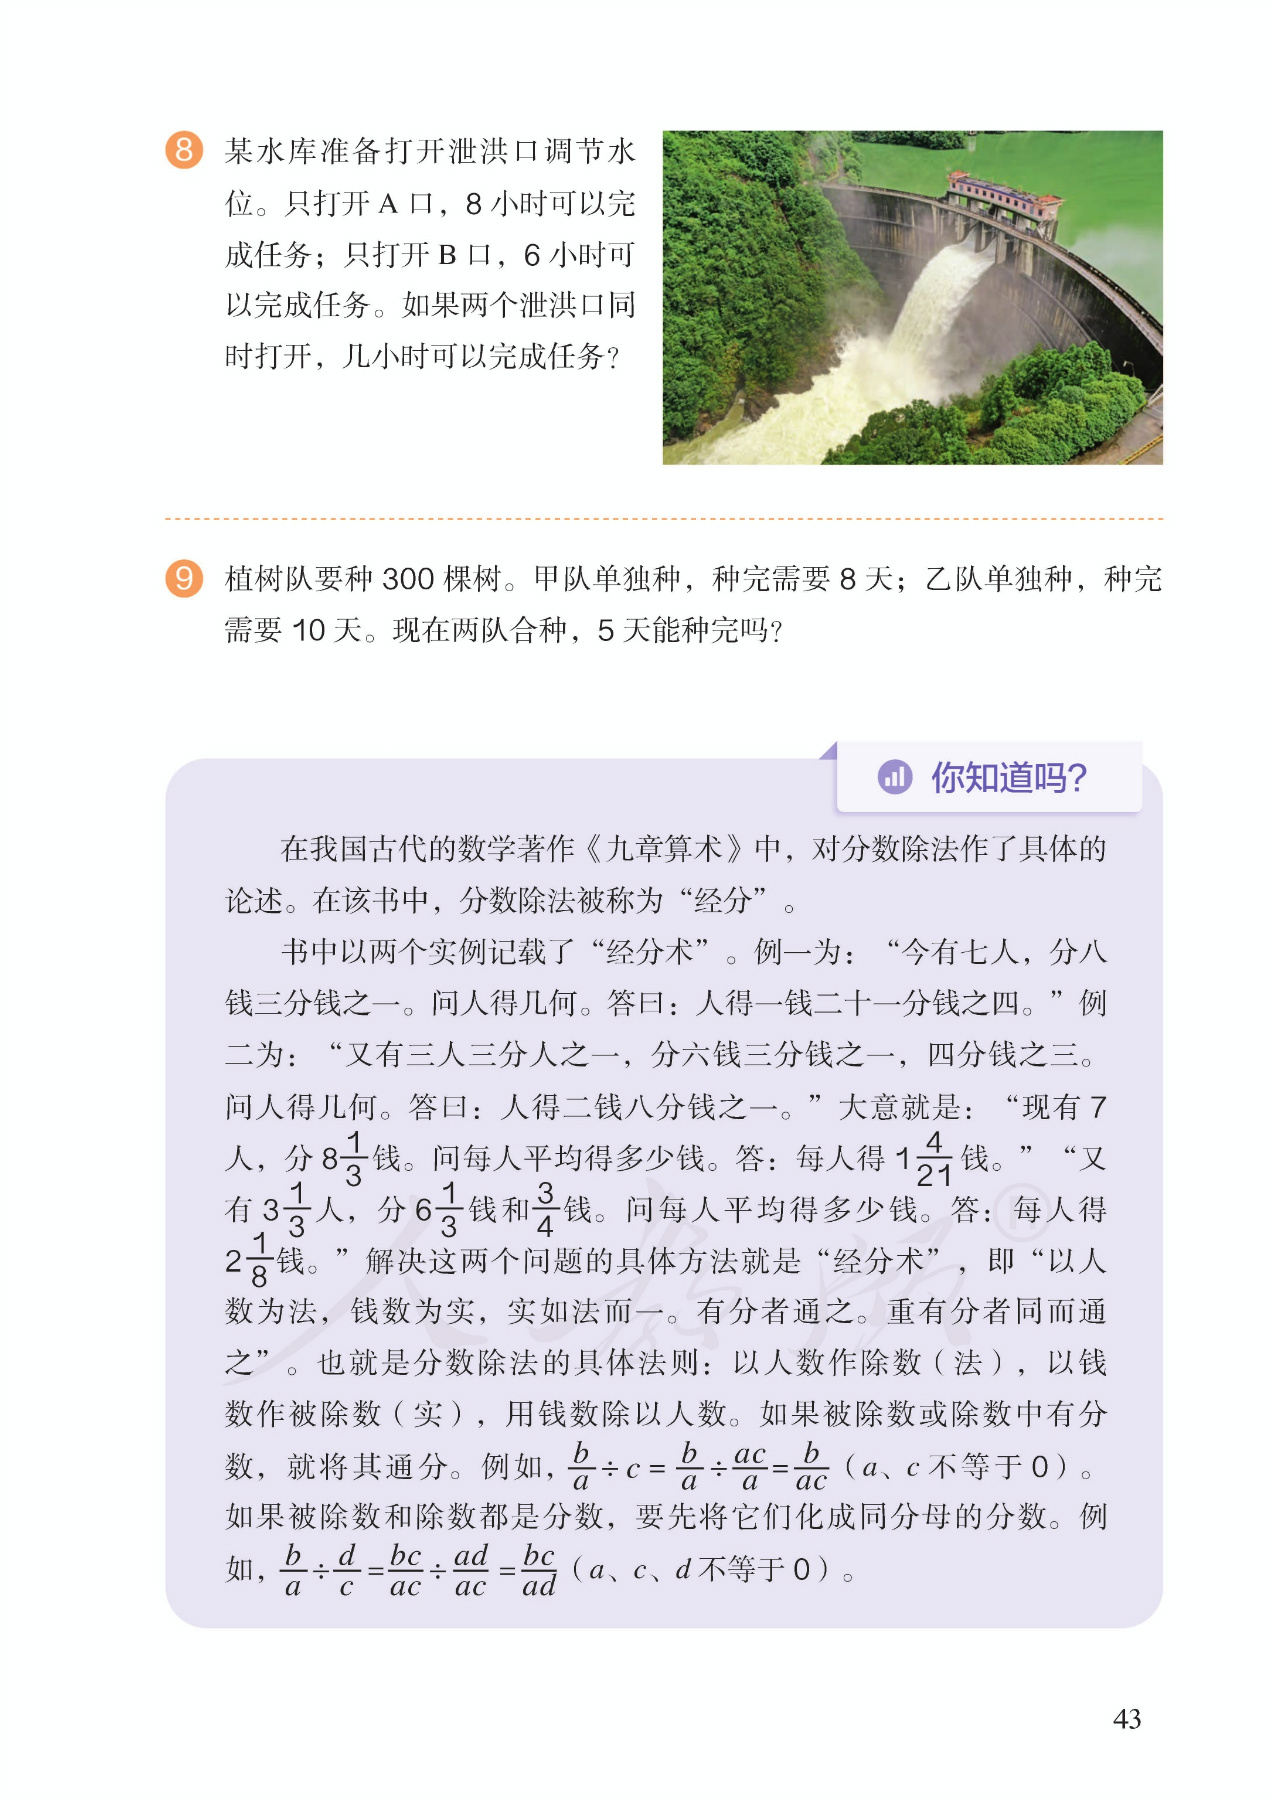 8 某水库准备打开泄洪口调节水
位。只打开 A 口，8 小时可以完
成任务；只打开 B 口，6 小时可
以完成任务。如果两个泄洪口同
时打开，几小时可以完成任务？
9 植树队要种 300 棵树。甲队单独种，种完需要 8 天；乙队单独种，种完
需要 10 天。现在两队合种，5 天能种完吗？
你知道吗？
在我国古代的数学著作《九章算术》中，对分数除法作了具体的
论述。在该书中，分数除法被称为“经分”。
书中以两个实例记载了“经分术”。例一为：“今有七人，分八
钱三分钱之一。问人得几何。答曰：人得一钱二十一分钱之四。”例
二为：“又有三人三分人之一，分六钱三分钱之一，四分钱之三。
问人得几何。答曰：人得二钱八分钱之一。”大意就是：“现有 7
人，分 8 1/3 钱。问每人平均得多少钱。答：每人得 1 4/21 钱。”“又
有 3 1/3 人，分 6 1/3 钱和 3/4 钱。问每人平均得多少钱。答：每人得
2 1/8 钱。”解决这两个问题的具体方法就是“经分术”，即“以人
数为法，钱数为实，实如法而一。有分者通之。重有分者同而通
之”。也就是分数除法的具体法则：以人数作除数（法），以钱
数作被除数（实），用钱数除以人数。如果被除数或除数中有分
数，就将其通分。例如，b/a ÷ c = b/a ÷ ac/a = b/ac（a、c 不等于 0）。
如果被除数和除数都是分数，要先将它们化成同分母的分数。例
如，b/a ÷ d/c = bc/ac ÷ ad/ac = bc/ad（a、c、d 不等于 0）。
人教版®
43